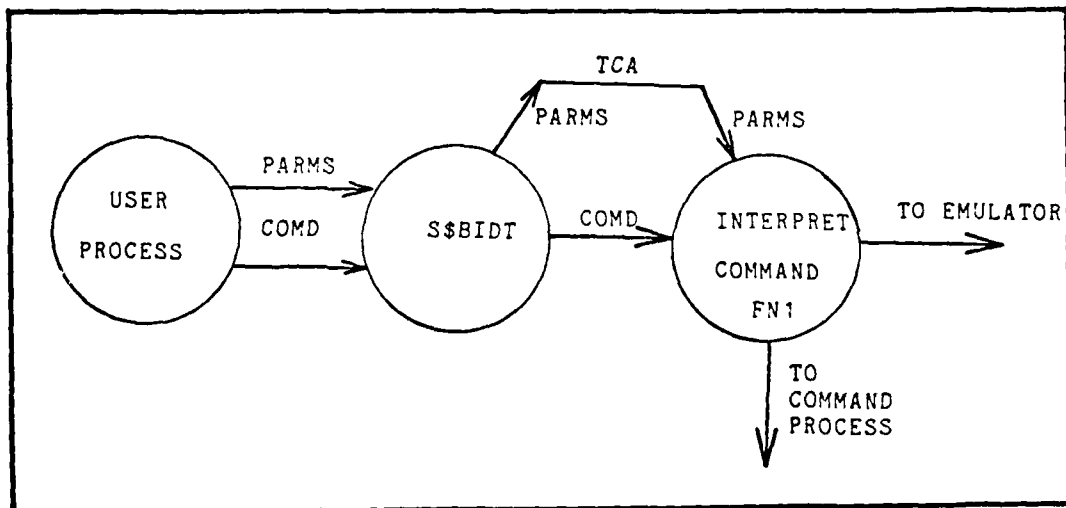 TCA
PARMS
PARMS
USER
PROCESS
PARMS
COMD
S$BIDT
COMD
INTERPRET
COMMAND
FN1
TO EMULATOR
TO
COMMAND
PROCESS